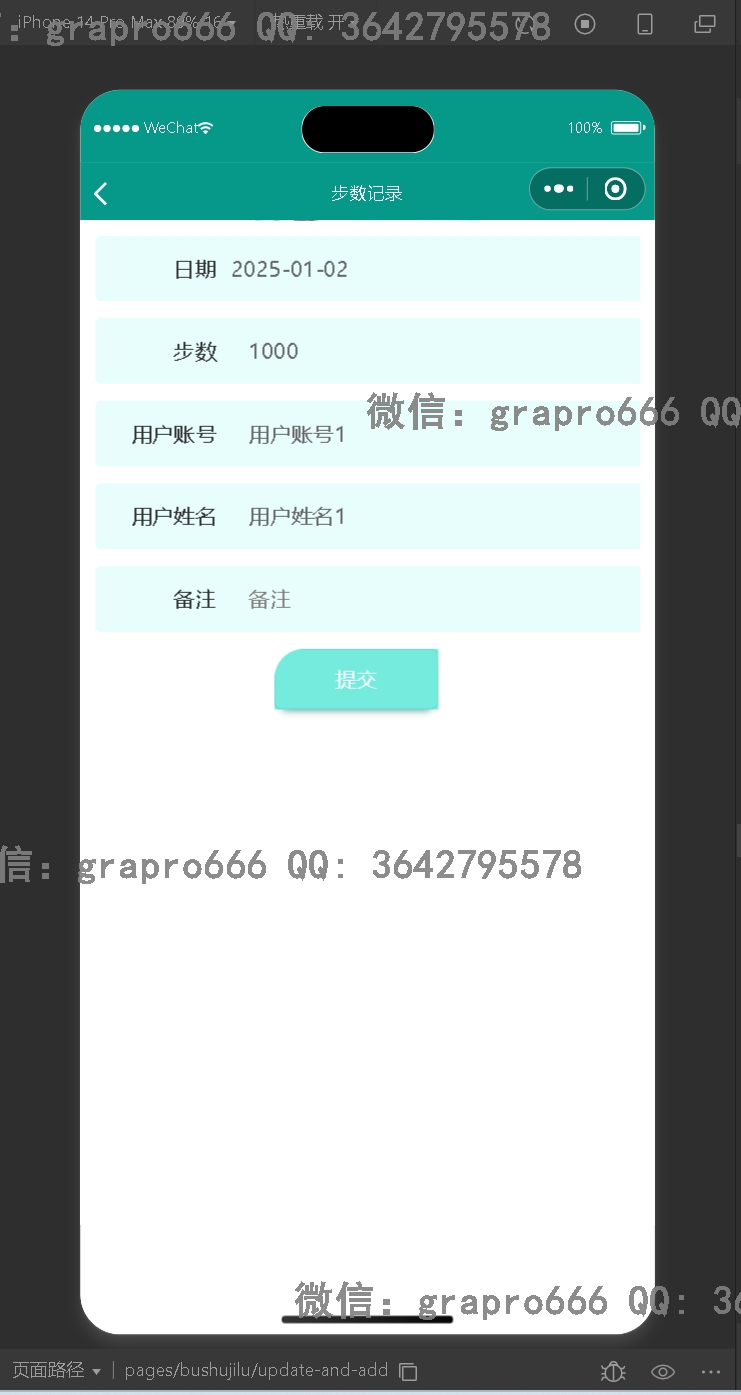 iPhone 14 Pro Max 89% 16 热重载 开
：grapro666 QQ: 3642795578
WeChat 100%
步数记录
日期 2025-01-02
步数 1000
微信：grapro666 QQ
用户账号 用户账号1
用户姓名 用户姓名1
备注 备注
提交
信：grapro666 QQ: 3642795578
微信：grapro666 QQ: 36
页面路径 pages/bushujilu/update-and-add